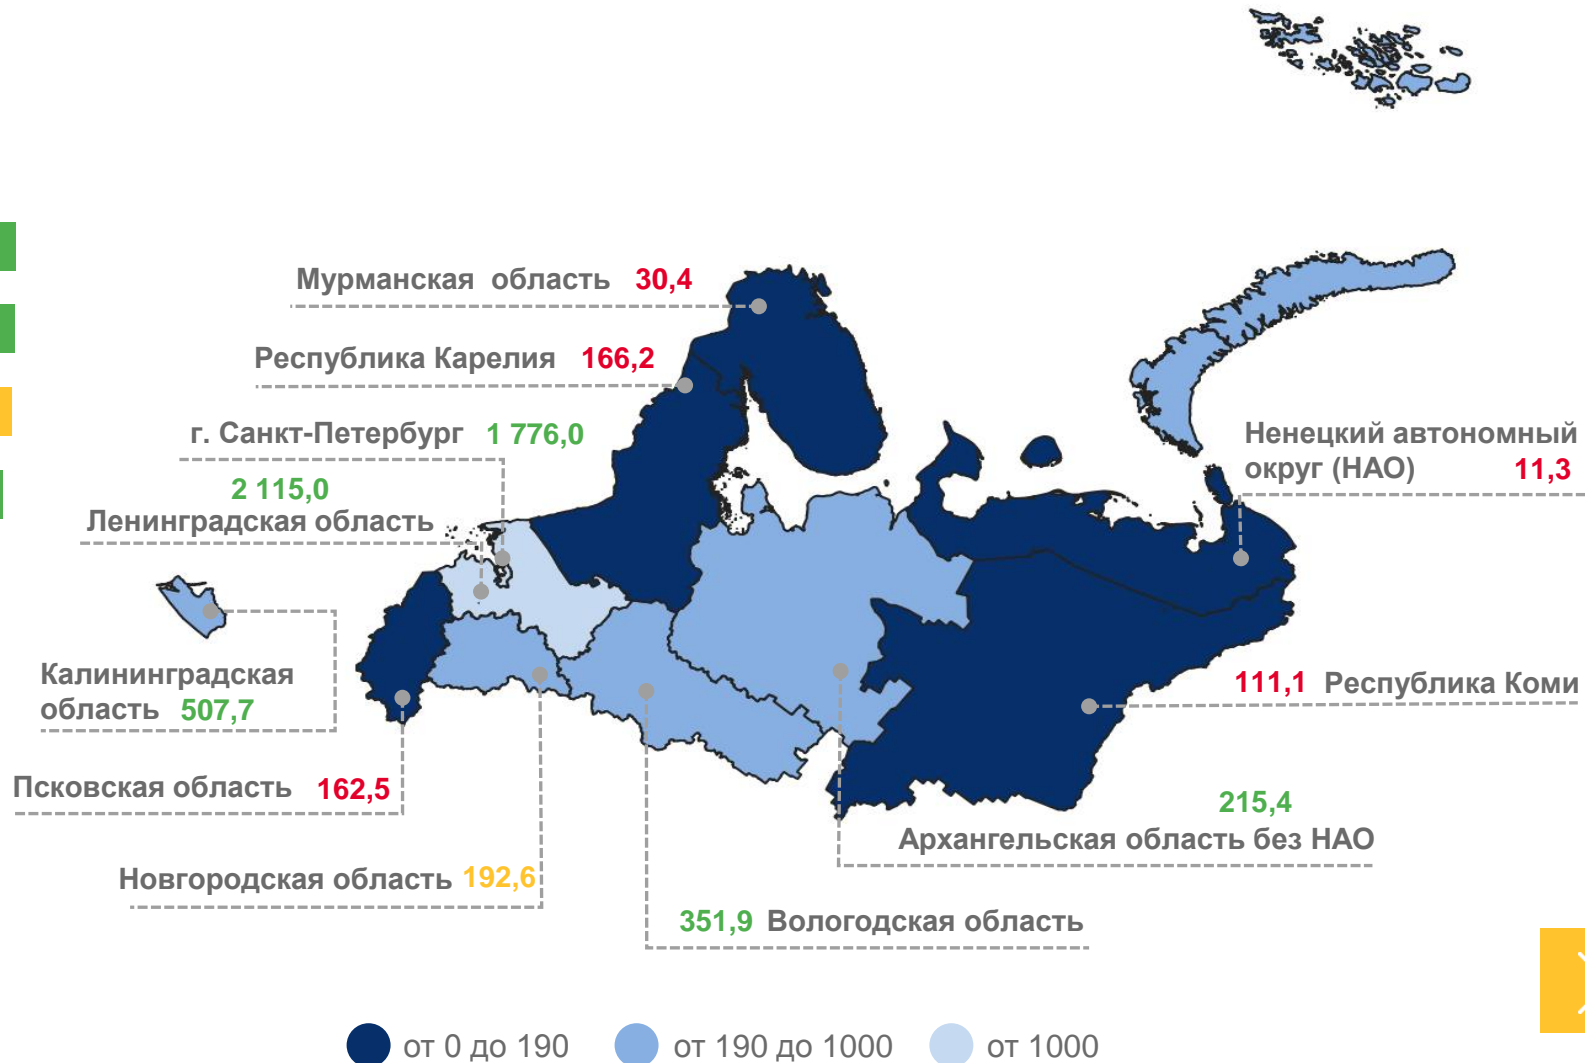 Мурманская область 30,4
Республика Карелия 166,2
г. Санкт-Петербург 1 776,0
2 115,0
Ленинградская область
Ненецкий автономный
округ (НАО) 11,3
Калининградская
область 507,7
111,1 Республика Коми
Псковская область 162,5
215,4
Архангельская область без НАО
Новгородская область 192,6
351,9 Вологодская область
от 0 до 190 от 190 до 1000 от 1000